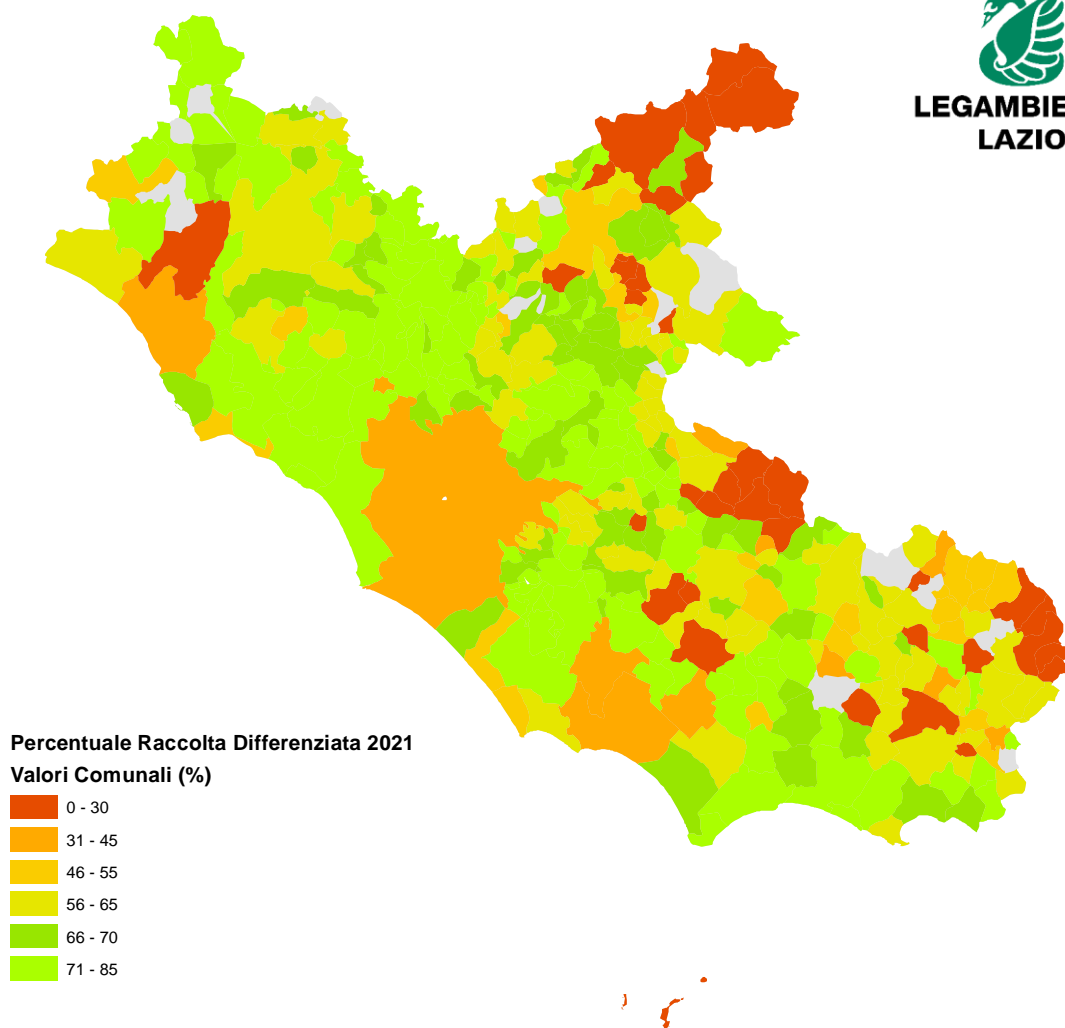 LEGAMBIE
LAZIO
Percentuale Raccolta Differenziata 2021
Valori Comunali (%)
0 - 30
31 - 45
46 - 55
56 - 65
66 - 70
71 - 85